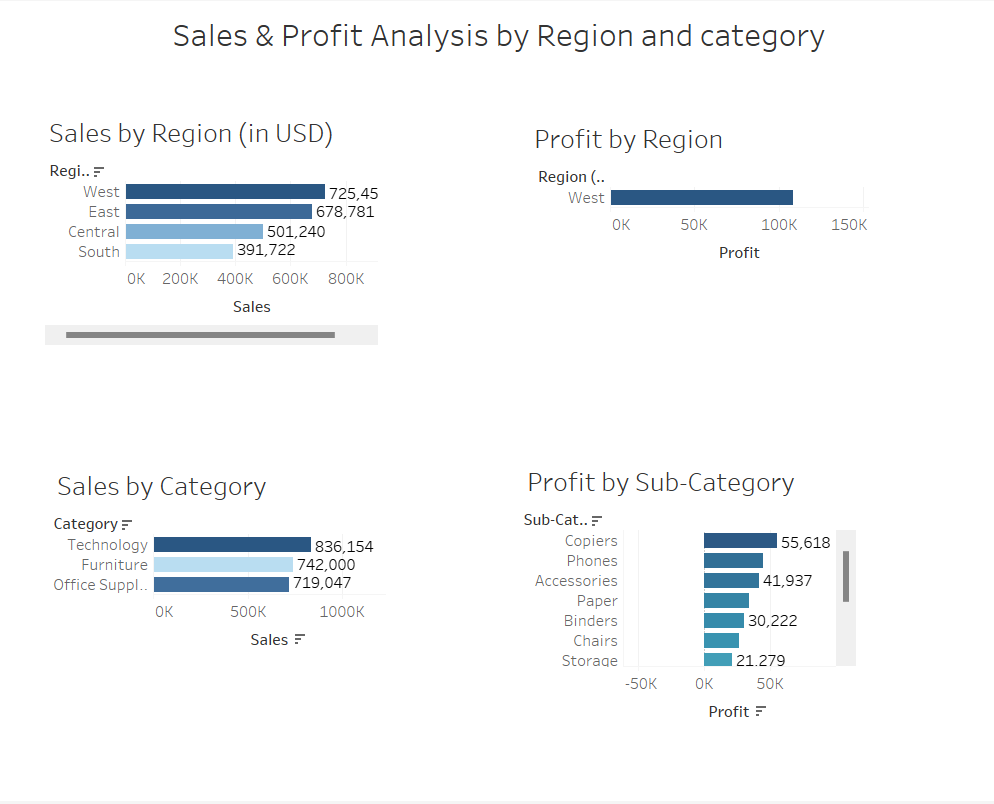 Sales & Profit Analysis by Region and category
Sales by Region (in USD)
Regi..
West 725,45
East 678,781
Central 501,240
South 391,722
0K 200K 400K 600K 800K
Sales
Profit by Region
Region (..
West
0K 50K 100K 150K
Profit
Sales by Category
Category
Technology 836,154
Furniture 742,000
Office Suppl.. 719,047
0K 500K 1000K
Sales
Profit by Sub-Category
Sub-Cat..
Copiers 55,618
Phones
Accessories 41,937
Paper
Binders 30,222
Chairs
Storage 21,279
-50K 0K 50K
Profit